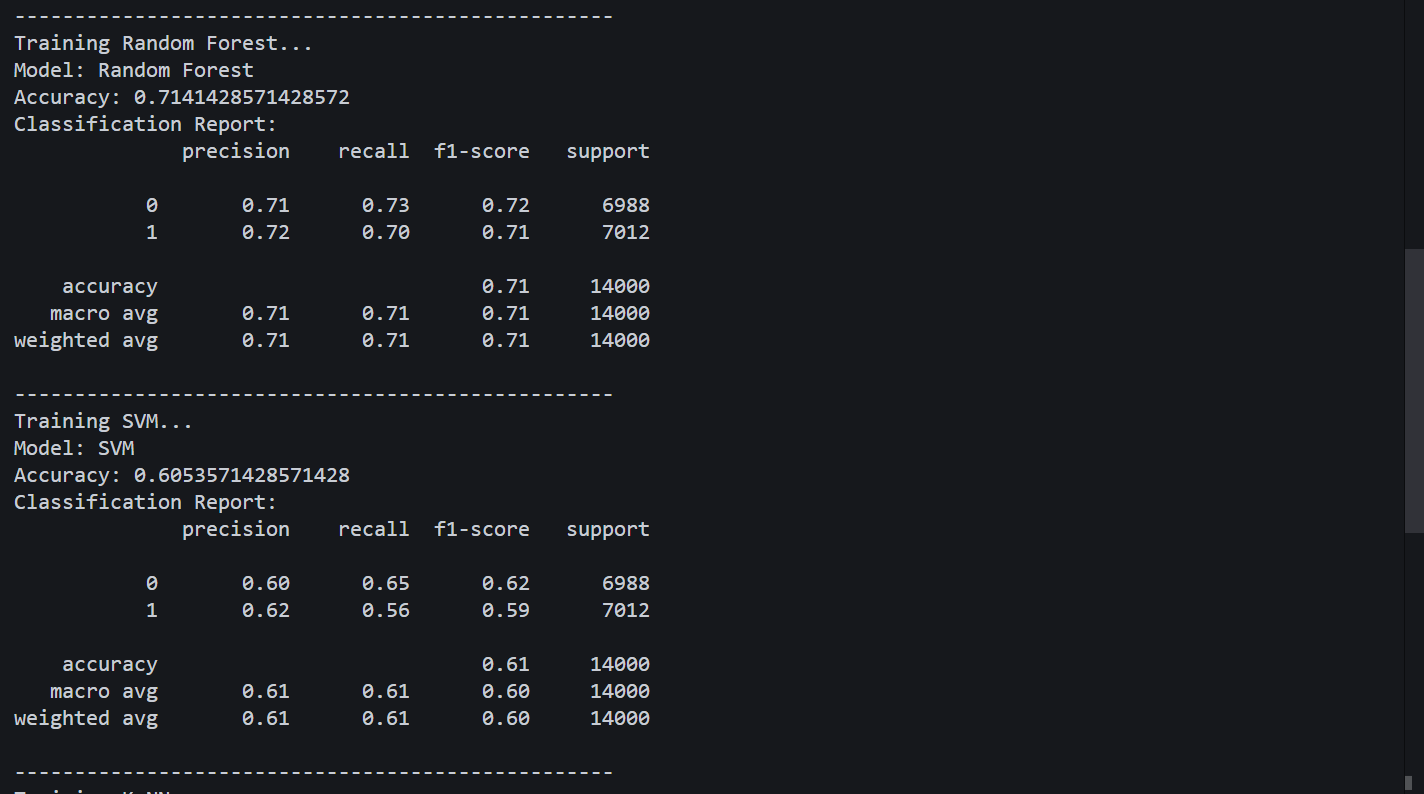 --------------------------------------------------
Training Random Forest...
Model: Random Forest
Accuracy: 0.7141428571428572
Classification Report:
              precision    recall  f1-score   support

           0       0.71      0.73      0.72      6988
           1       0.72      0.70      0.71      7012

    accuracy                           0.71     14000
   macro avg       0.71      0.71      0.71     14000
weighted avg       0.71      0.71      0.71     14000

--------------------------------------------------
Training SVM...
Model: SVM
Accuracy: 0.6053571428571428
Classification Report:
              precision    recall  f1-score   support

           0       0.60      0.65      0.62      6988
           1       0.62      0.56      0.59      7012

    accuracy                           0.61     14000
   macro avg       0.61      0.61      0.60     14000
weighted avg       0.61      0.61      0.60     14000

--------------------------------------------------